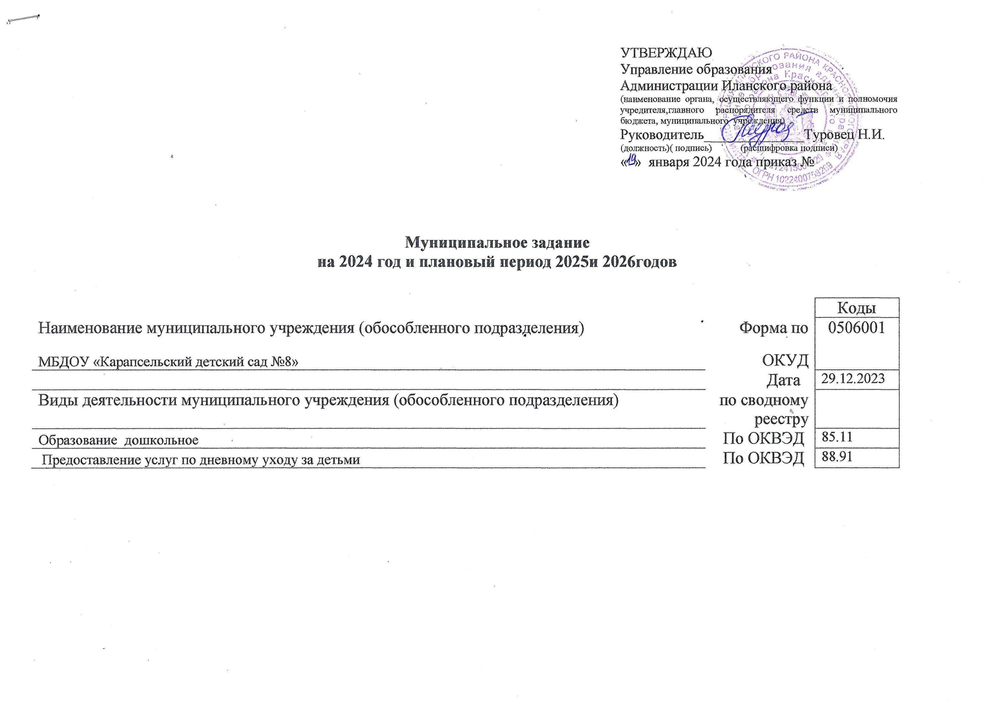 УТВЕРЖДАЮ
Управление образования
Администрации Иланского района
(наименование органа, осуществляющего функции и полномочия
учредителя,главного распорядителя средств муниципального
бюджета, муниципального учреждения)
Руководитель______________Туровец Н.И.
(должность)( подпись) (расшифровка подписи)
«19» января 2024 года приказ №
ОГРН 1022400758269
Муниципальное задание
на 2024 год и плановый период 2025и 2026годов
Коды
Наименование муниципального учреждения (обособленного подразделения) Форма по 0506001
МБДОУ «Карапсельский детский сад №8» ОКУД
Дата 29.12.2023
Виды деятельности муниципального учреждения (обособленного подразделения) по сводному
реестру
Образование дошкольное По ОКВЭД 85.11
Предоставление услуг по дневному уходу за детьми По ОКВЭД 88.91